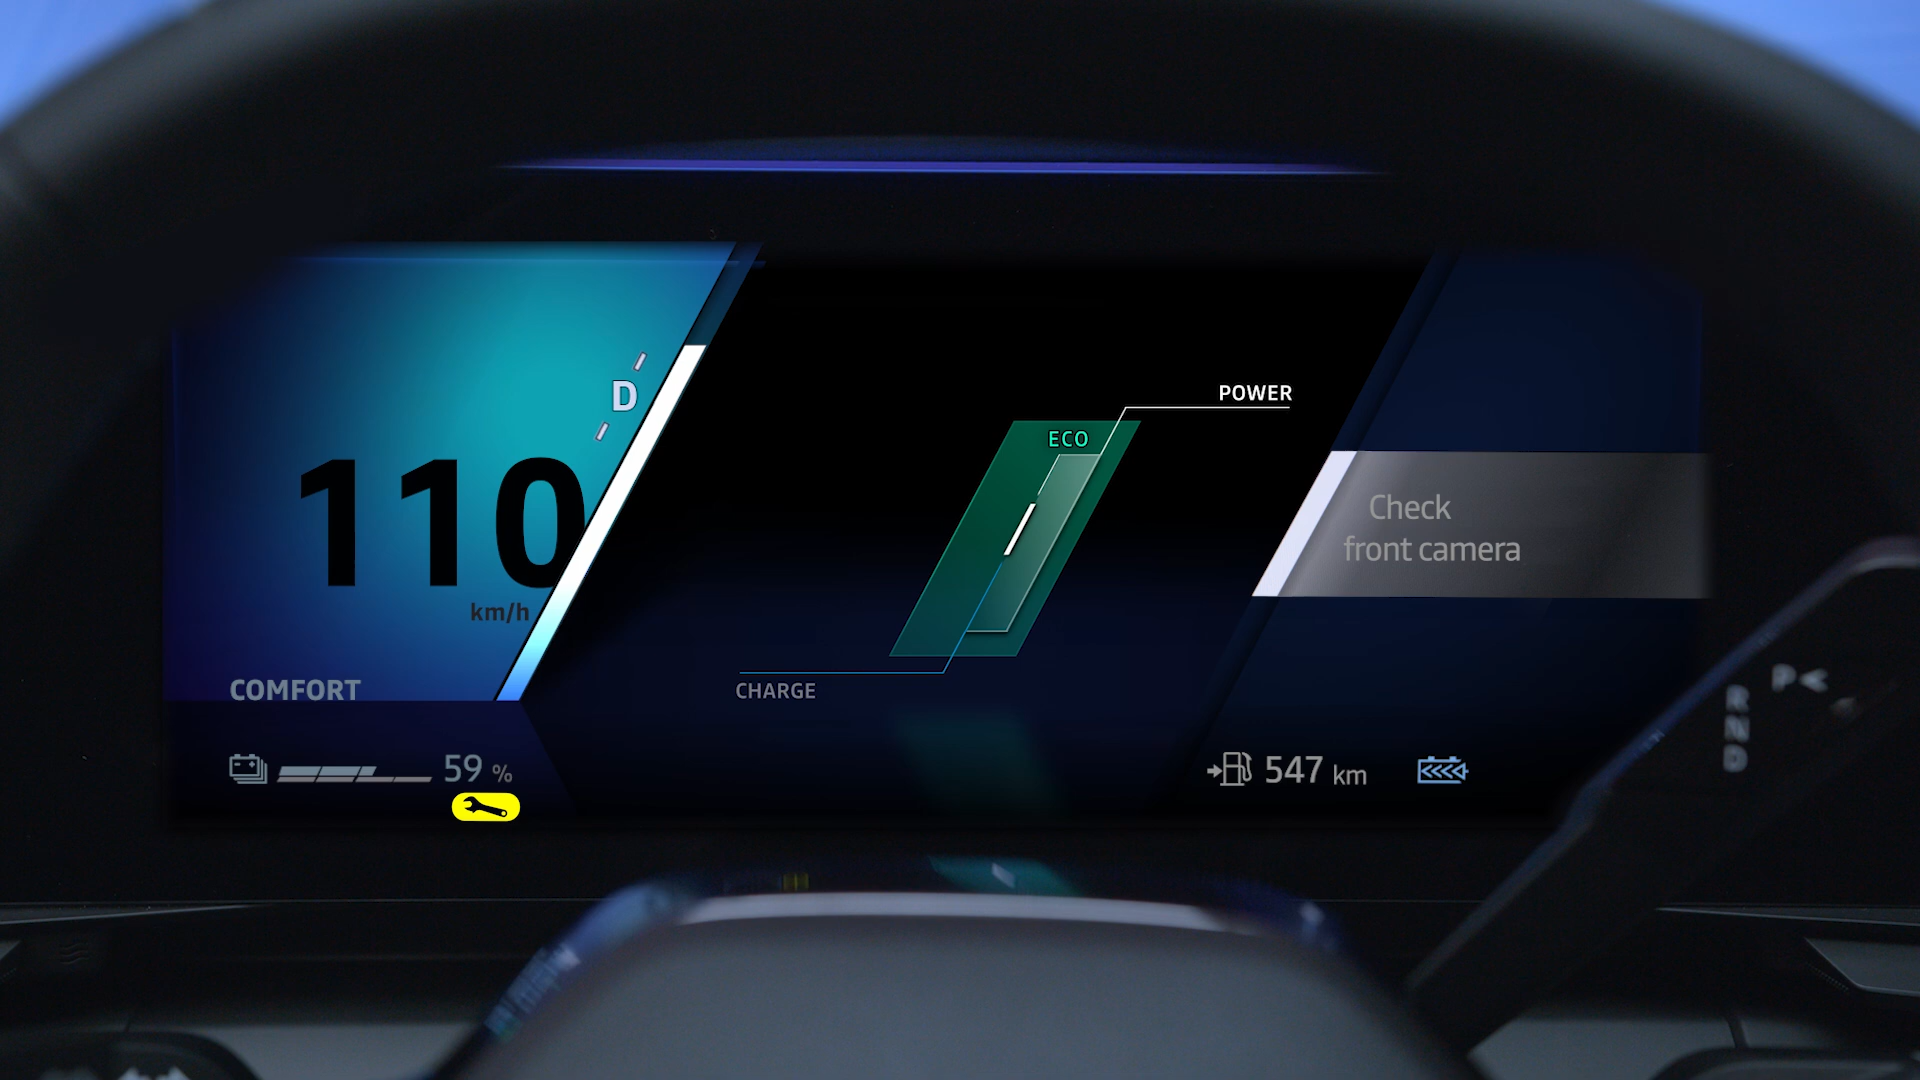 D
110
km/h
COMFORT
59 %
POWER
ECO
CHARGE
Check
front camera
547 km
P
R
N
D